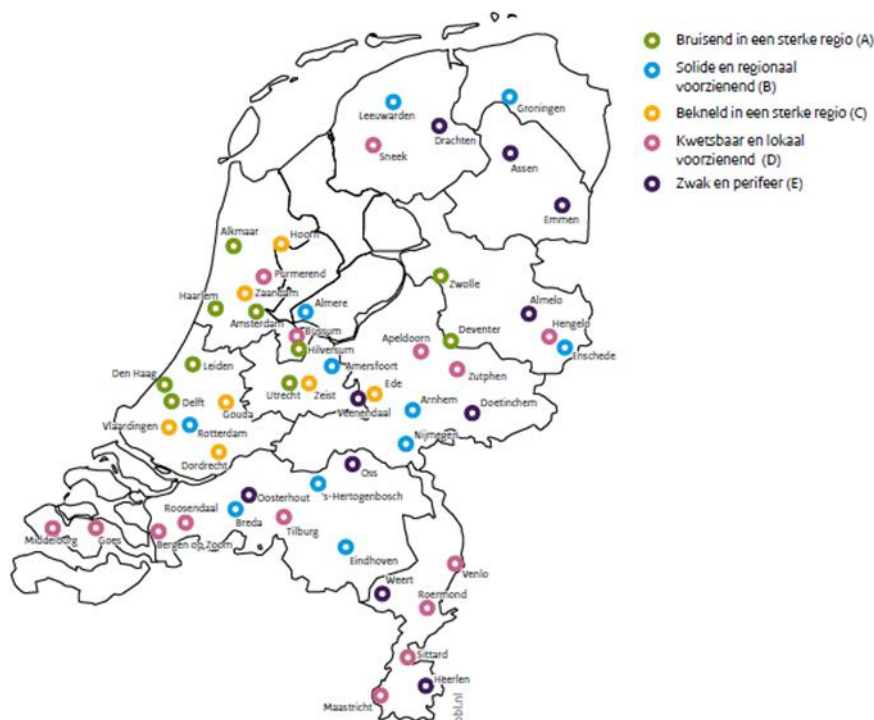 Bruisend in een sterke regio (A)
Solide en regionaal
voorzienend (B)
Bekneld in een sterke regio (C)
Kwetsbaar en lokaal
voorzienend (D)
Zwak en perifeer (E)
Leeuwarden
Groningen
Drachten
Sneek
Assen
Emmen
Alkmaar
Hoorn
Purmerend
Zaandam
Haarlem
Almere
Amsterdam
Bussum
Hilversum
Zwolle
Almelo
Hengelo
Enschede
Deventer
Apeldoorn
Zutphen
Leiden
Den Haag
Delft
Amersfoort
Utrecht
Zeist
Ede
Veenendaal
Arnhem
Doetinchem
Gouda
Vlaardingen
Rotterdam
Nijmegen
Dordrecht
Oss
Oosterhout
's-Hertogenbosch
Roosendaal
Breda
Tilburg
Middelburg
Goes
Bergen op Zoom
Eindhoven
Venlo
Weert
Roermond
Sittard
Heerlen
Maastricht
pbl.nl